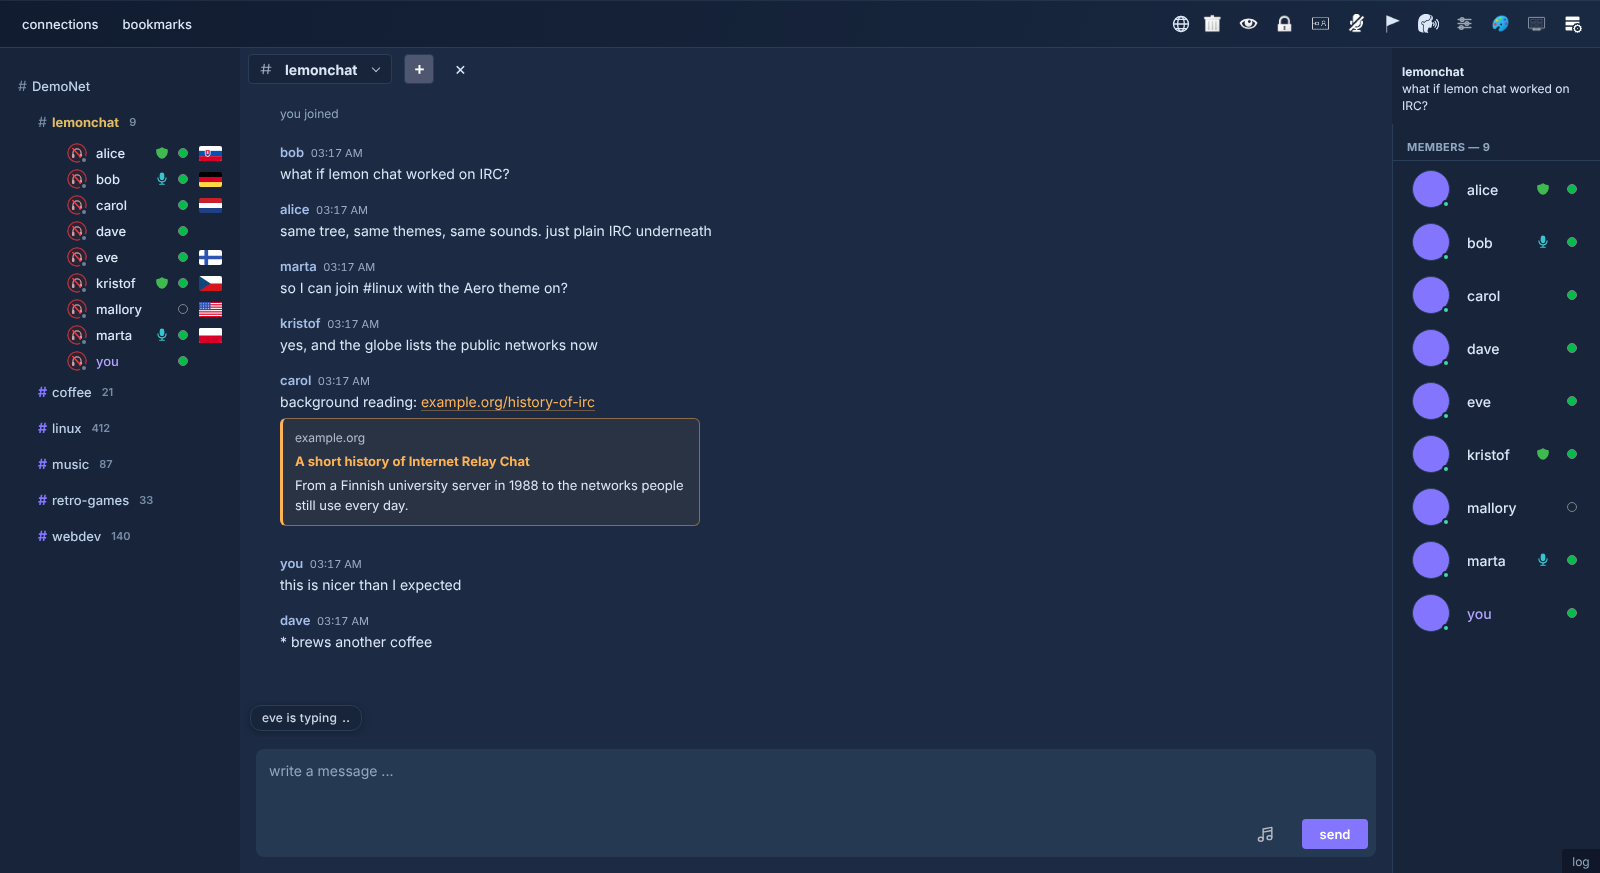 connections bookmarks
# DemoNet
# lemonchat 9
alice
bob
carol
dave
eve
kristof
mallory
marta
you
# coffee 21
# linux 412
# music 87
# retro-games 33
# webdev 140
# lemonchat
+ ×
you joined
bob 03:17 AM
what if lemon chat worked on IRC?
alice 03:17 AM
same tree, same themes, same sounds. just plain IRC underneath
marta 03:17 AM
so I can join #linux with the Aero theme on?
kristof 03:17 AM
yes, and the globe lists the public networks now
carol 03:17 AM
background reading: example.org/history-of-irc
example.org
A short history of Internet Relay Chat
From a Finnish university server in 1988 to the networks people
still use every day.
you 03:17 AM
this is nicer than I expected
dave 03:17 AM
* brews another coffee
eve is typing ..
write a message ...
send
lemonchat
what if lemon chat worked on
IRC?
MEMBERS — 9
alice
bob
carol
dave
eve
kristof
mallory
marta
you
log